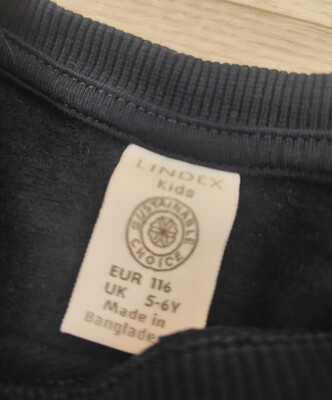 LINDEX
Kids
SUSTAINABLE
CHOICE
EUR 116
UK 5-6Y
Made in